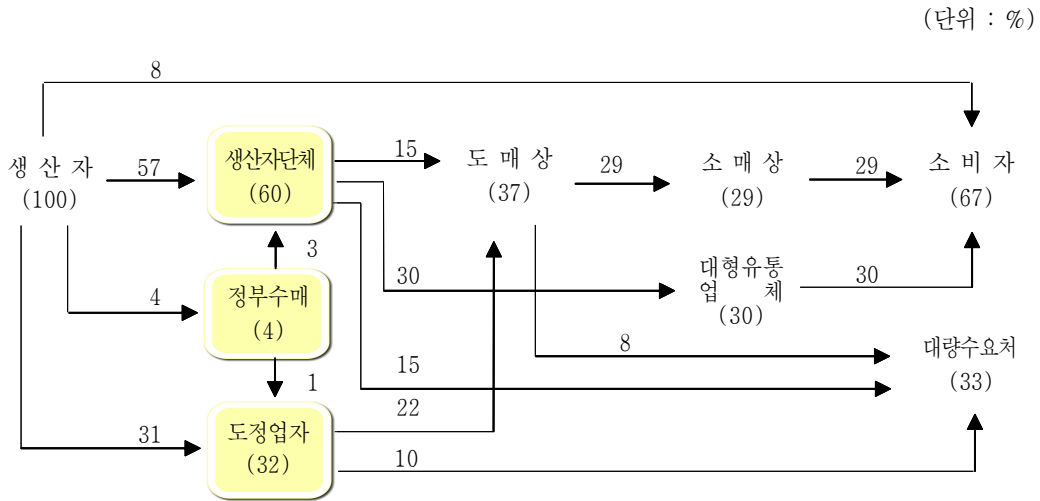 (단위 : %)
8
생 산 자
(100)
57
생산자단체
(60)
15
도 매 상
(37)
29
소 매 상
(29)
29
소 비 자
(67)
3
30
대형유통
업 체
(30)
30
4
정부수매
(4)
8
대량수요처
(33)
15
1
22
31
도정업자
(32)
10